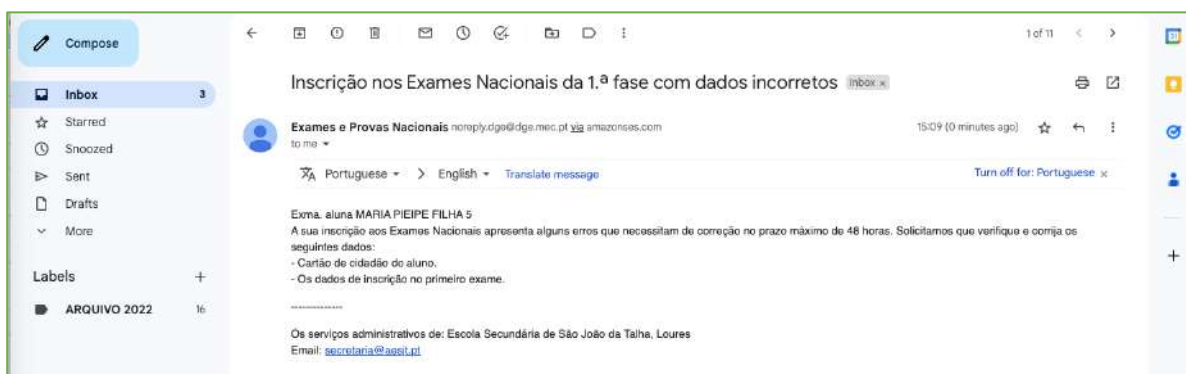 Compose
1 of 11
Inscrição nos Exames Nacionais da 1.ª fase com dados incorretos Inbox x
Inbox 3
Starred
Exames e Provas Nacionais noreply.dge@dge.mec.pt via amazonses.com 15:09 (0 minutes ago)
to me
Snoozed
Sent
Portuguese > English Translate message Turn off for: Portuguese x
Drafts
More
Exma. aluna MARIA PIEIPE FILHA 5
A sua inscrição aos Exames Nacionais apresenta alguns erros que necessitam de correção no prazo máximo de 48 horas. Solicitamos que verifique e corrija os
seguintes dados:
- Cartão de cidadão do aluno.
- Os dados de inscrição no primeiro exame.
Labels +
--------------
ARQUIVO 2022 16
Os serviços administrativos de: Escola Secundária de São João da Talha, Loures
Email: secretaria@aesjt.pt